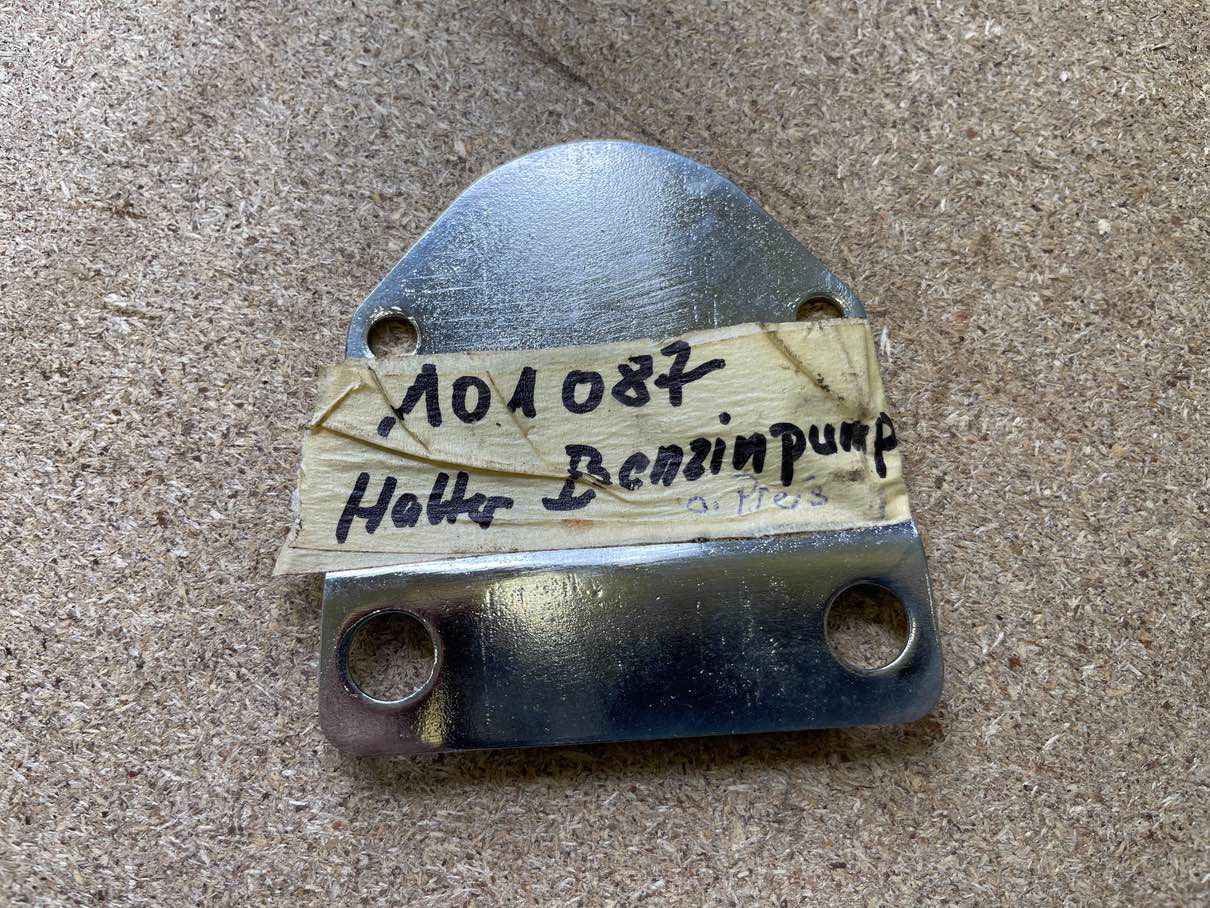 101087
Halter Benzinpump
o. Preis